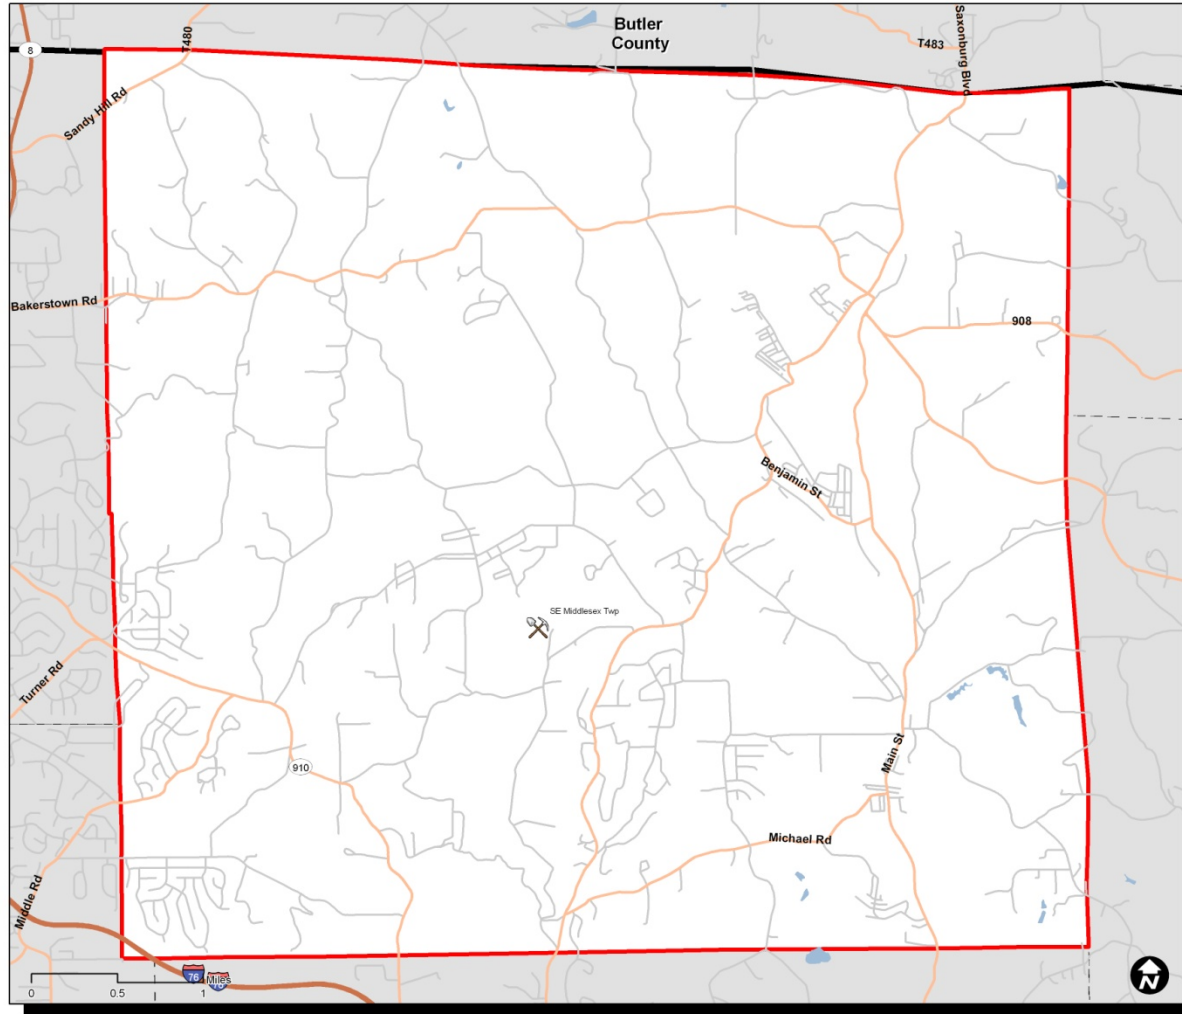 Butler
County
Saxonburg Blvd
T480
T483
8
Sandy Hill Rd
Bakerstown Rd
908
Benjamin St
SE Middlesex Twp
Turner Rd
Main St
910
Michael Rd
Middle Rd
76
Miles
0 0.5 1
N